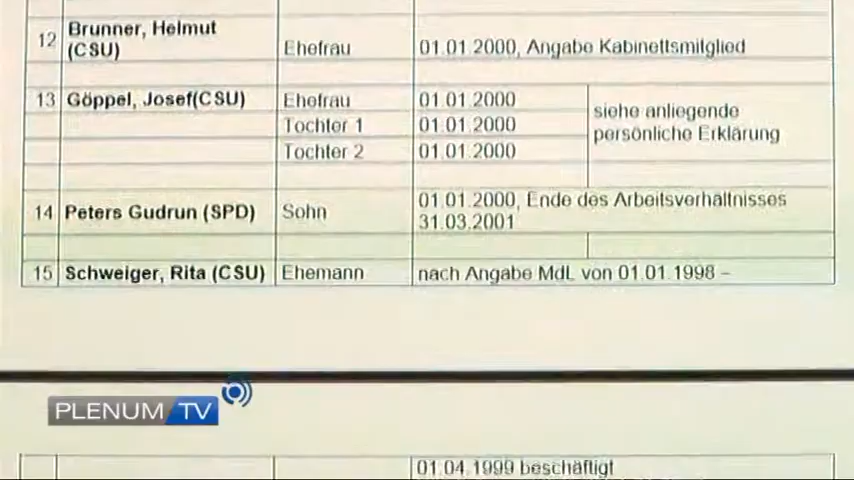 12 Brunner, Helmut
(CSU) Ehefrau 01.01.2000, Angabe Kabinettsmitglied
13 Göppel, Josef(CSU) Ehefrau 01.01.2000 siehe anliegende
Tochter 1 01.01.2000 persönliche Erklärung
Tochter 2 01.01.2000
14 Peters Gudrun (SPD) Sohn 01.01.2000, Ende des Arbeitsverhältnisses
31.03.2001
15 Schweiger, Rita (CSU) Ehemann nach Angabe MdL von 01.01.1998 –
PLENUM TV
01.04.1999 beschäftigt